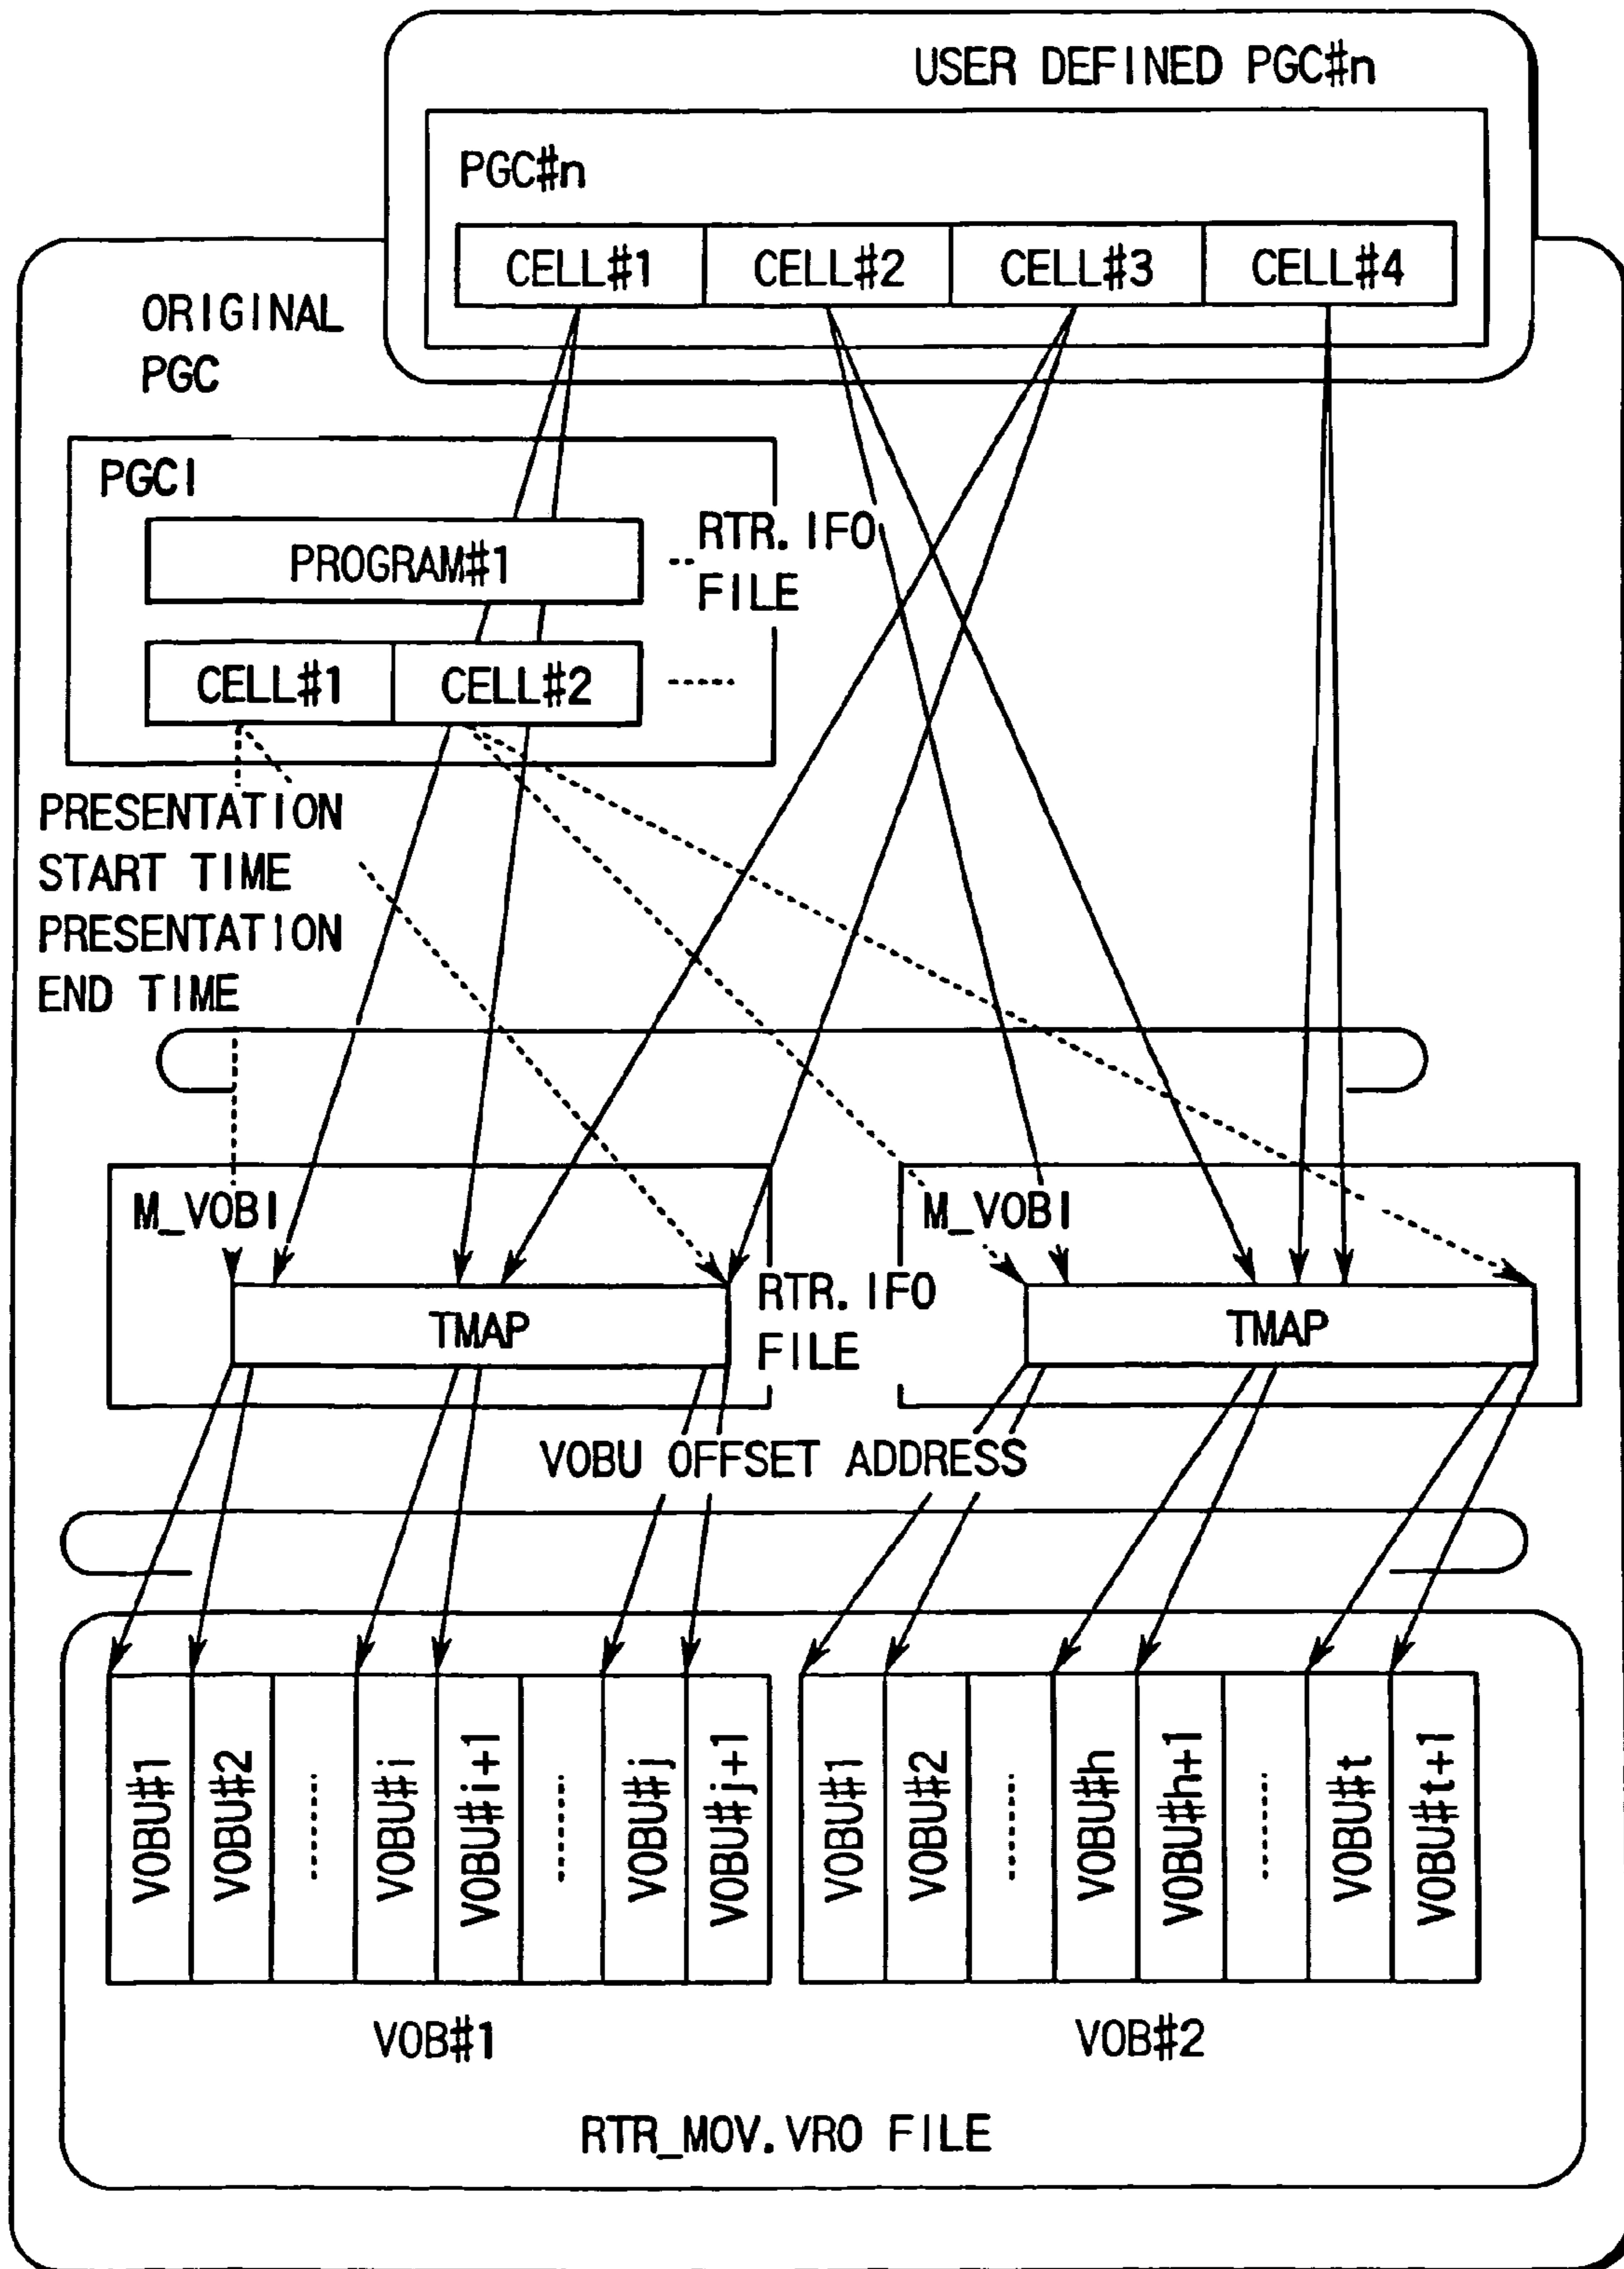 USER DEFINED PGC#n
PGC#n
CELL#1 CELL#2 CELL#3 CELL#4
ORIGINAL
PGC
PGCI
PROGRAM#1
RTR.IFO
FILE
CELL#1 CELL#2
PRESENTATION
START TIME
PRESENTATION
END TIME
M_VOBI
TMAP
RTR.IFO
FILE
M_VOBI
TMAP
VOBU OFFSET ADDRESS
VOBU#1
VOBU#2
VOBU#i
VOBU#i+1
VOBU#j
VOBU#j+1
VOBU#1
VOBU#2
VOBU#h
VOBU#h+1
VOBU#t
VOBU#t+1
VOB#1
VOB#2
RTR_MOV.VRO FILE